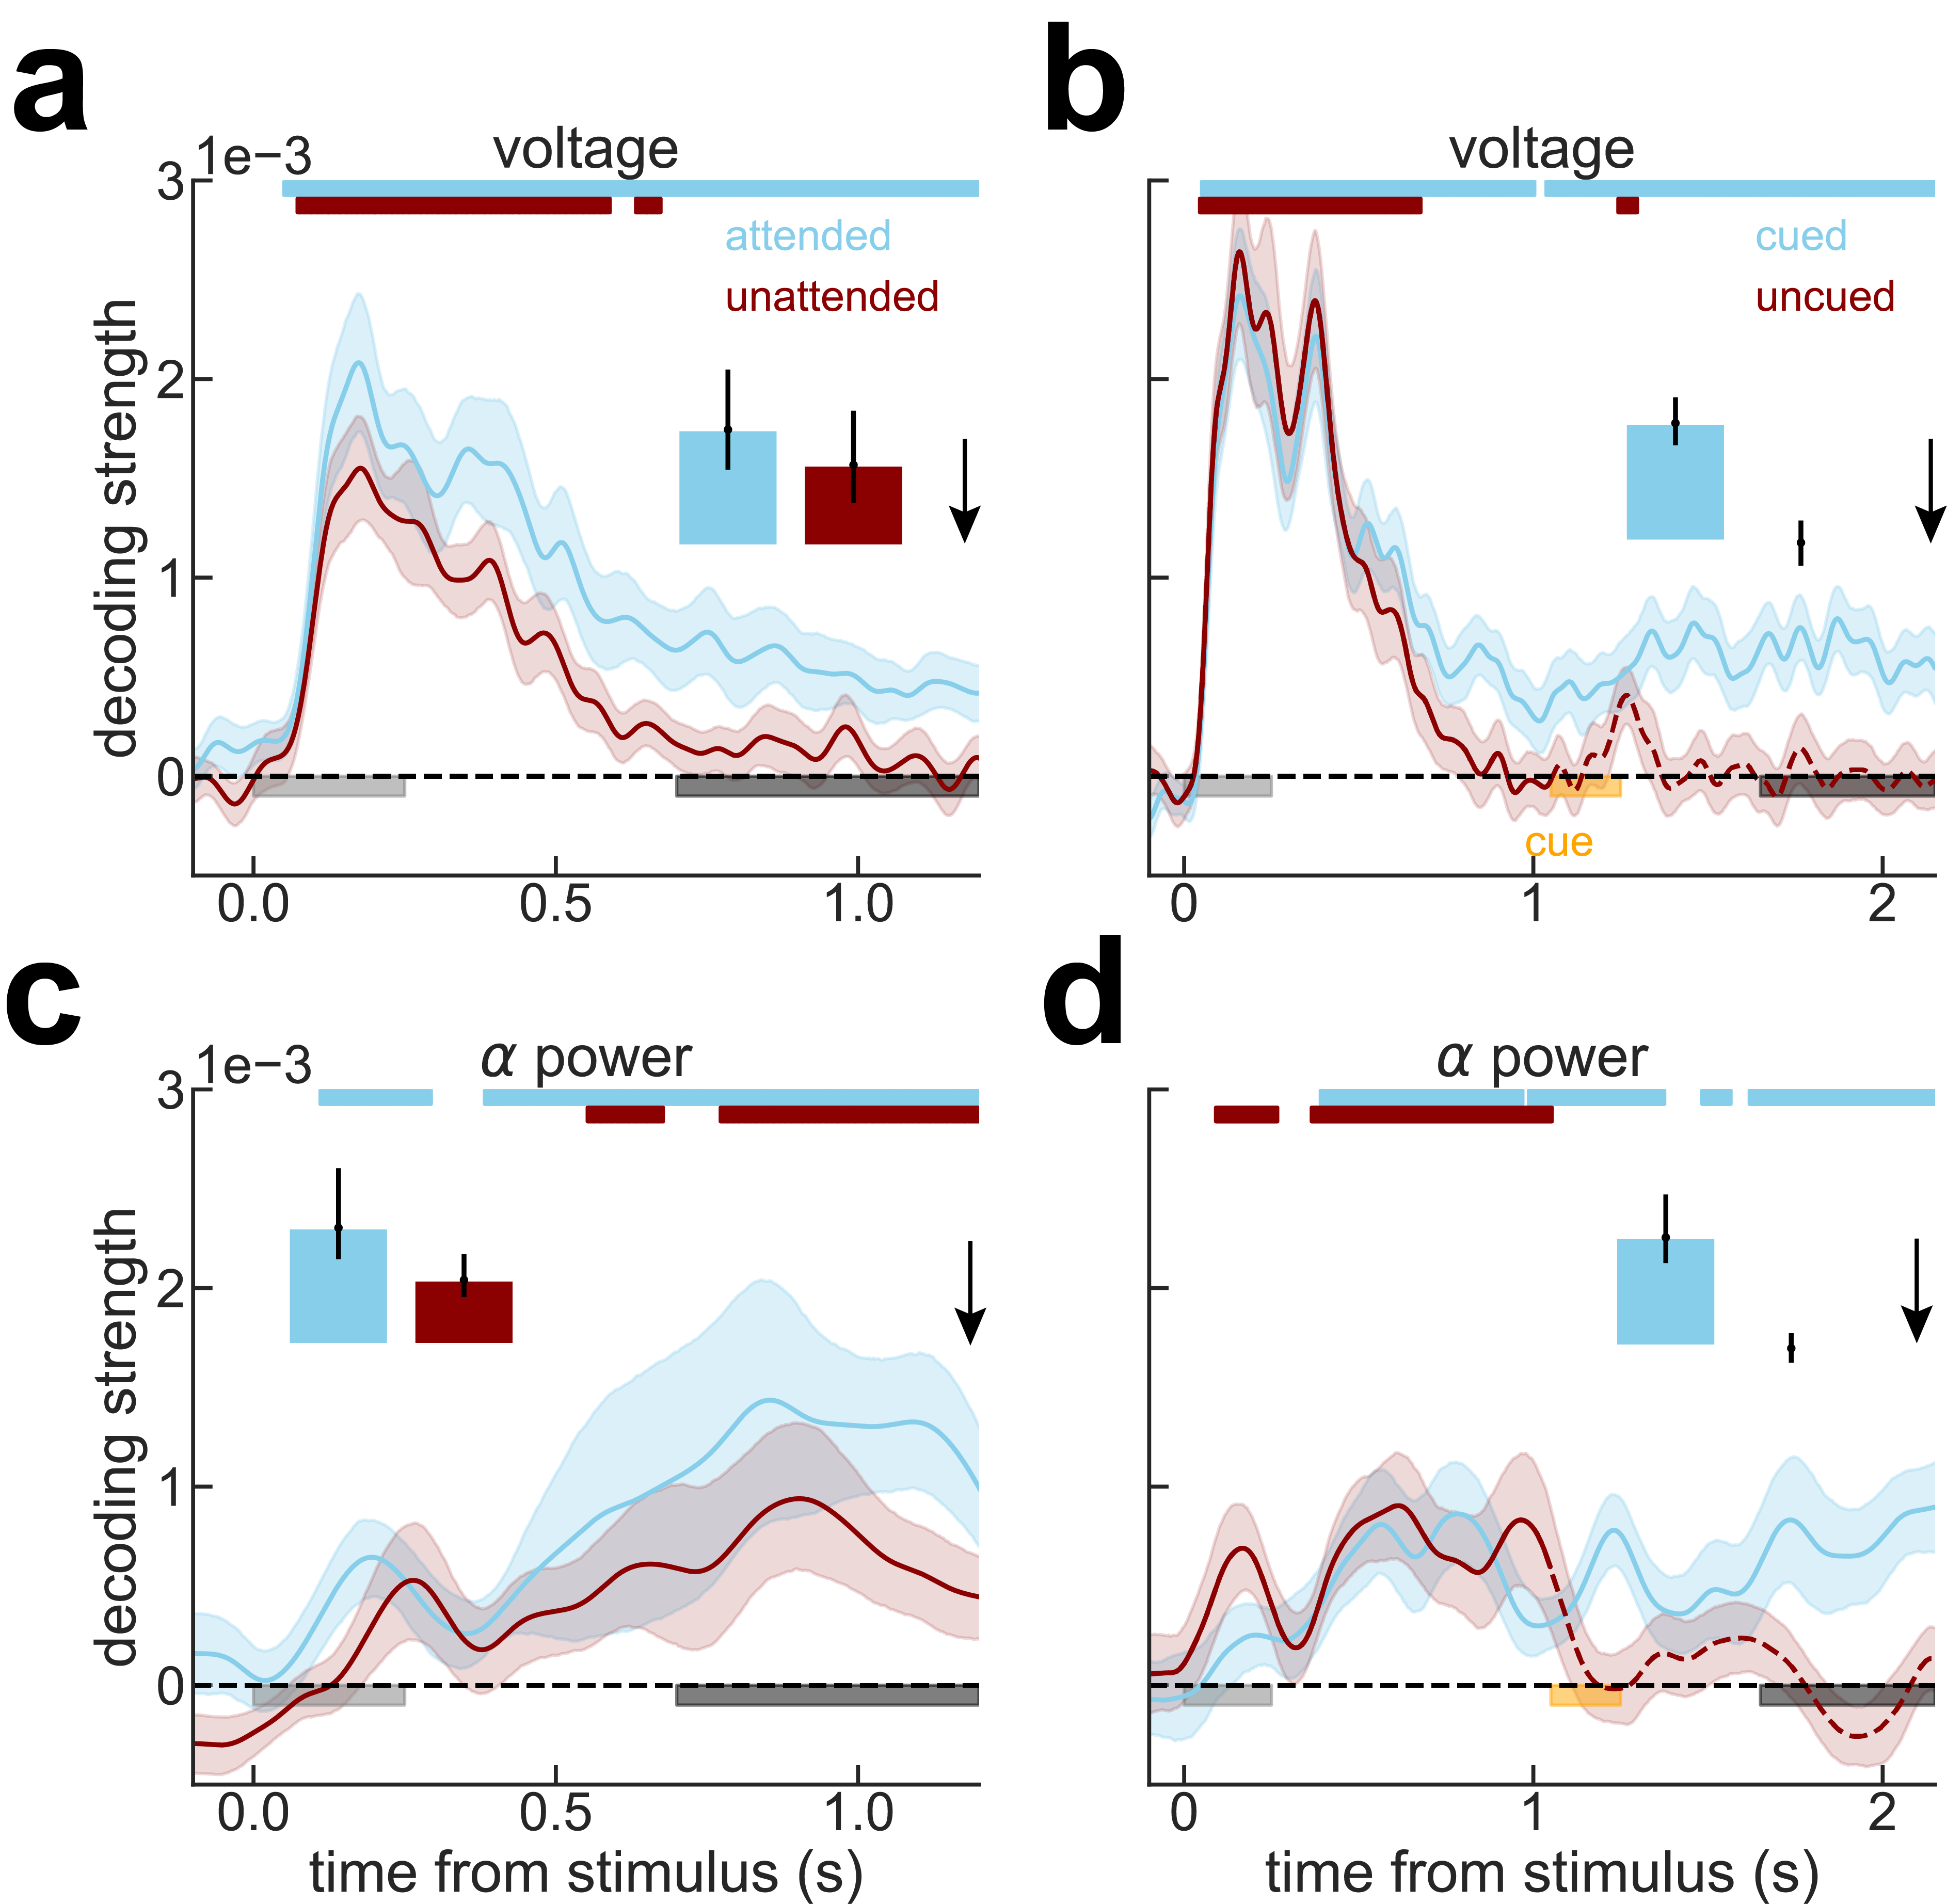 a
b
1e−3
voltage
voltage
3
attended
cued
unattended
uncued
2
1
0
decoding strength
cue
0.0
0.5
1.0
0
1
2
c
d
1e−3
α power
α power
3
2
1
0
decoding strength
0.0
0.5
1.0
0
1
2
time from stimulus (s)
time from stimulus (s)